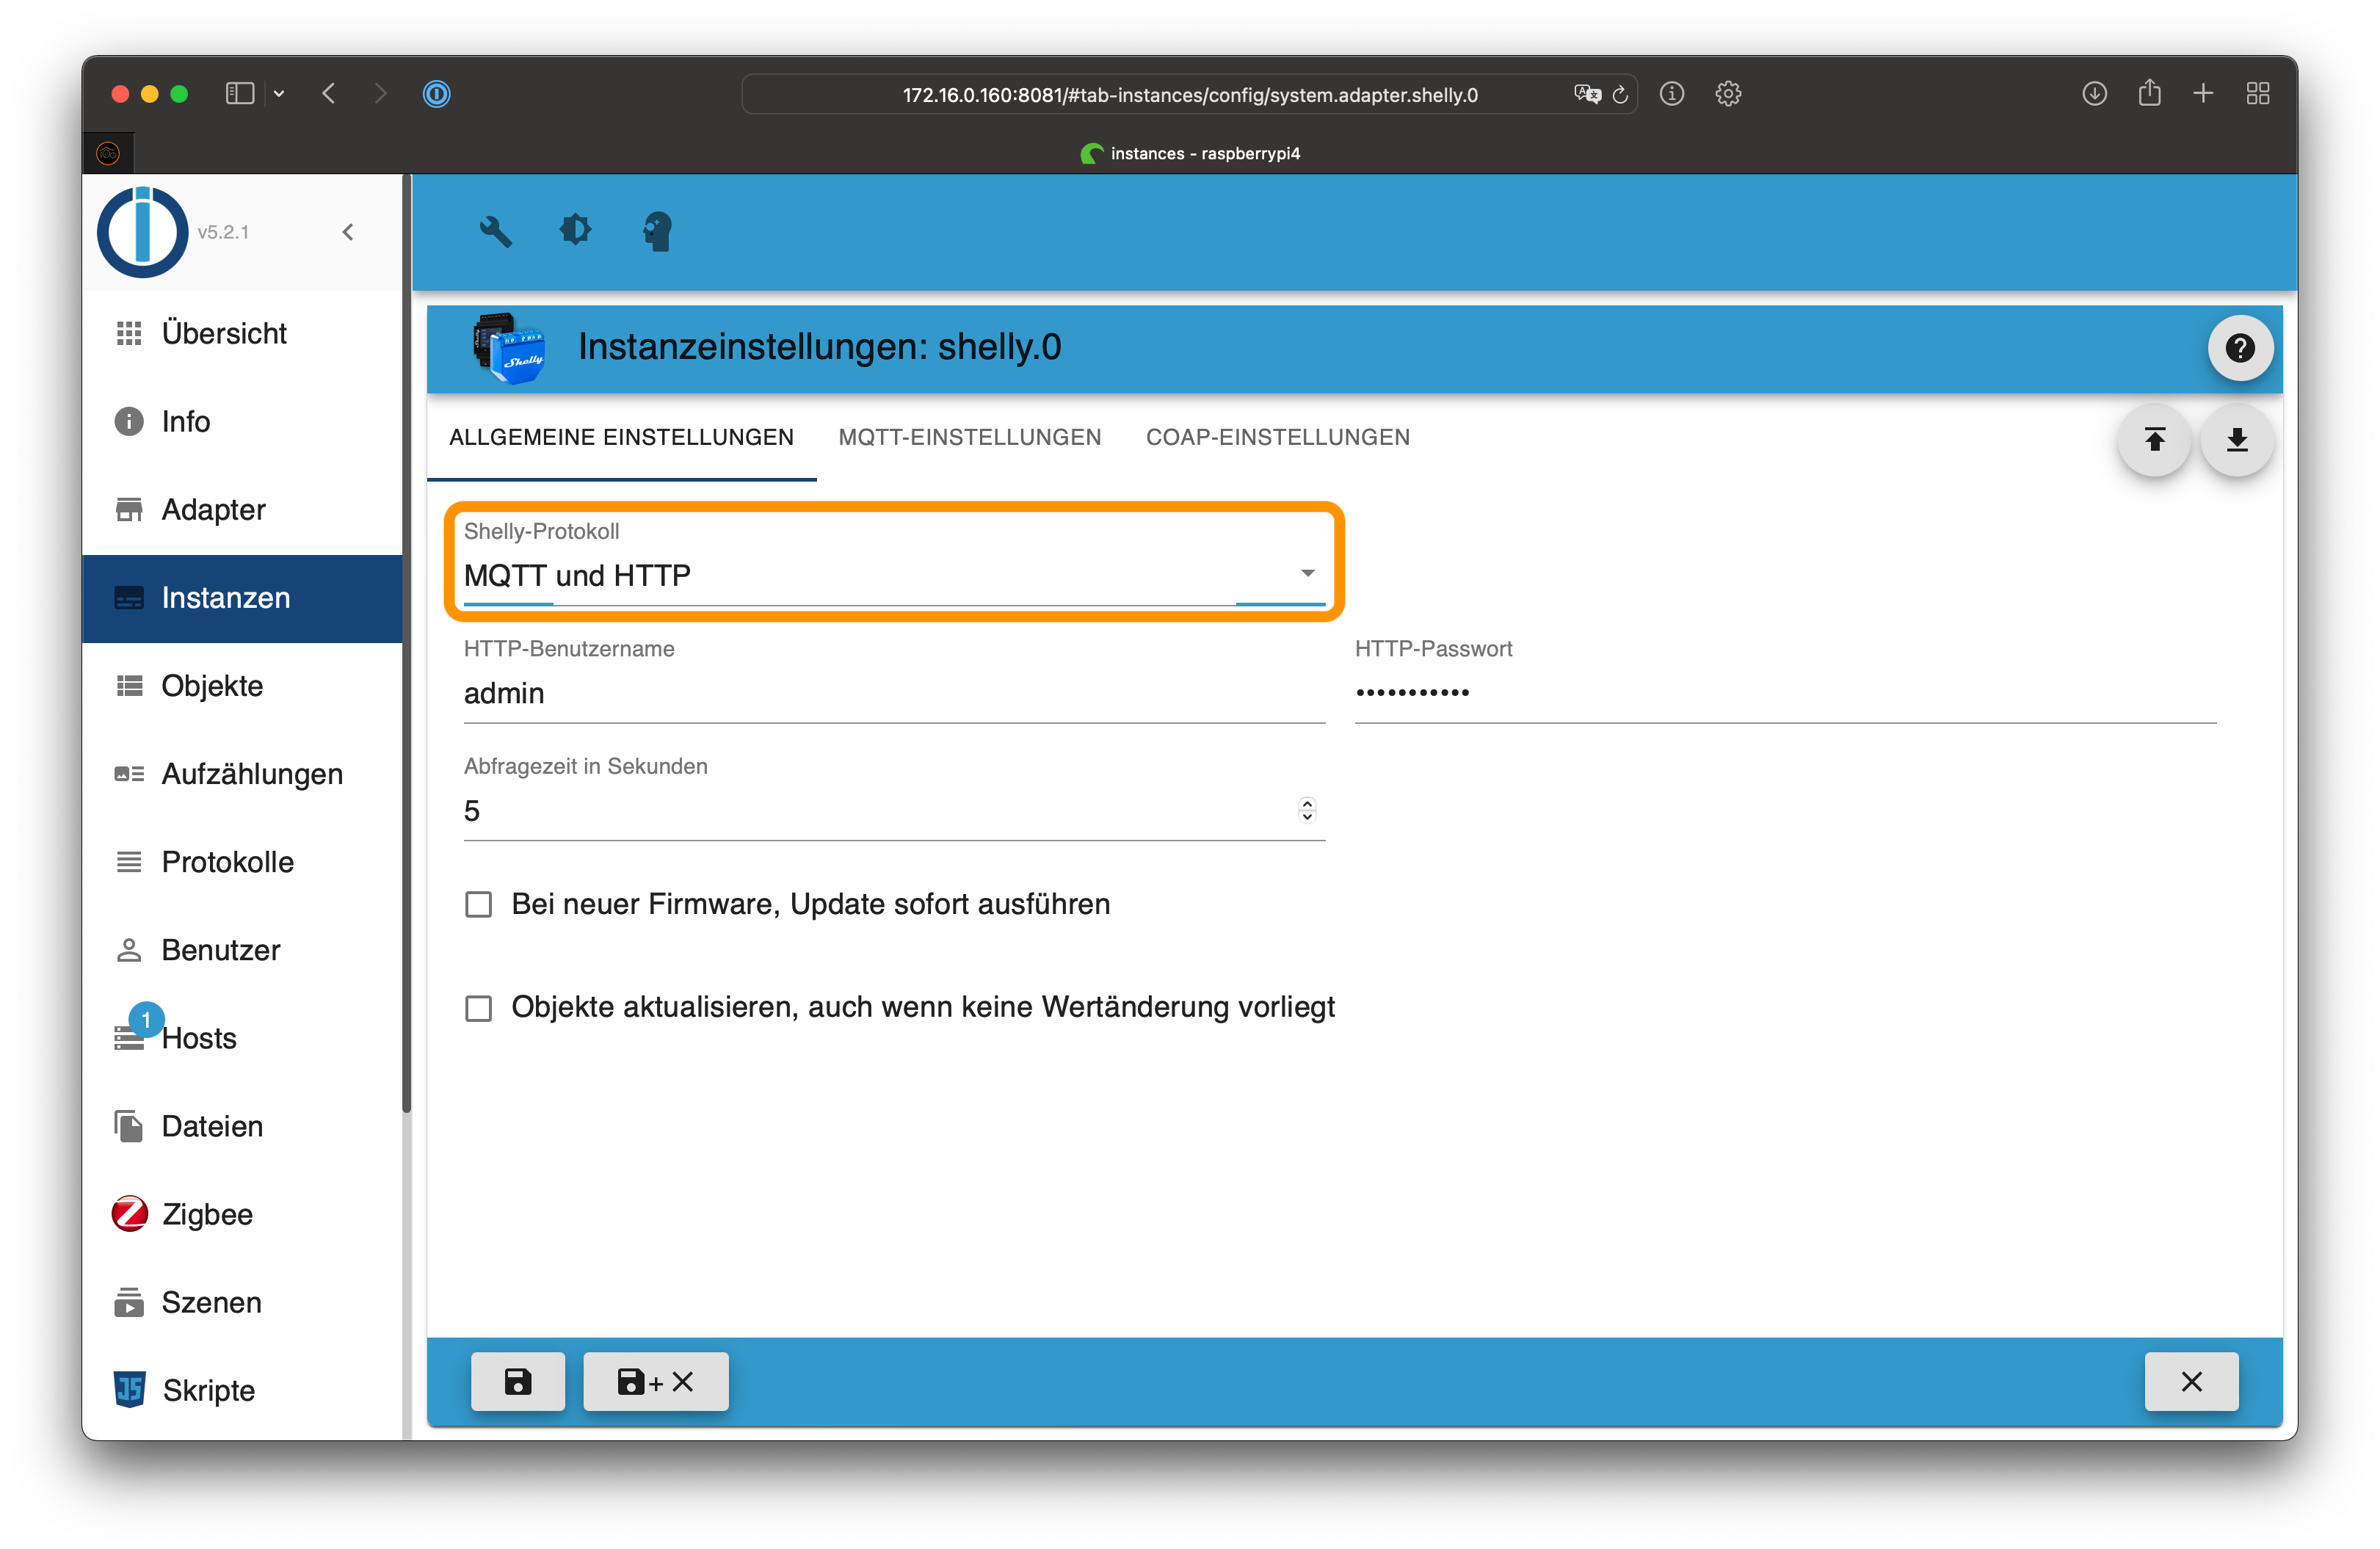 172.16.0.160:8081/#tab-instances/config/system.adapter.shelly.0
instances - raspberrypi4
v5.2.1
Übersicht
Info
Adapter
Instanzen
Objekte
Aufzählungen
Protokolle
Benutzer
1
Hosts
Dateien
Zigbee
Szenen
JS
Skripte
Shelly
Instanzeinstellungen: shelly.0
ALLGEMEINE EINSTELLUNGEN MQTT-EINSTELLUNGEN COAP-EINSTELLUNGEN
Shelly-Protokoll
MQTT und HTTP
HTTP-Benutzername
admin
HTTP-Passwort
•••••••••••
Abfragezeit in Sekunden
5
Bei neuer Firmware, Update sofort ausführen
Objekte aktualisieren, auch wenn keine Wertänderung vorliegt